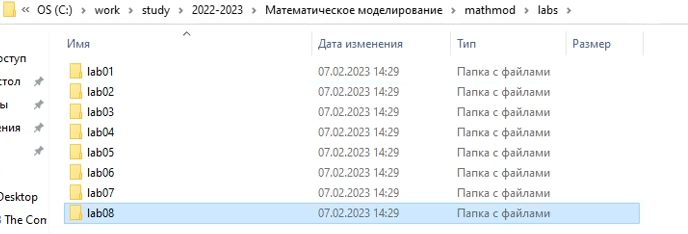 « OS (C:) › work › study › 2022-2023 › Математическое моделирование › mathmod › labs ›
Имя Дата изменения Тип Размер
lab01 07.02.2023 14:29 Папка с файлами
lab02 07.02.2023 14:29 Папка с файлами
lab03 07.02.2023 14:29 Папка с файлами
lab04 07.02.2023 14:29 Папка с файлами
lab05 07.02.2023 14:29 Папка с файлами
lab06 07.02.2023 14:29 Папка с файлами
lab07 07.02.2023 14:29 Папка с файлами
lab08 07.02.2023 14:29 Папка с файлами
оступ
стол
ы
ения
Desktop
The Com